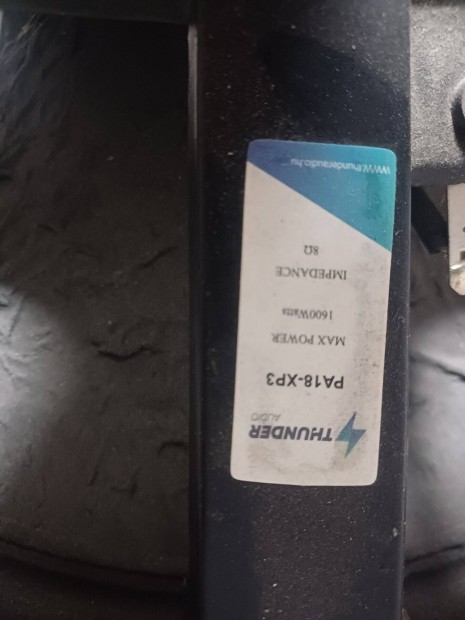 THUNDER
AUDIO
PA18-XP3
MAX POWER
1600Watts
IMPEDANCE
8Ω
www.thunderaudio.hu